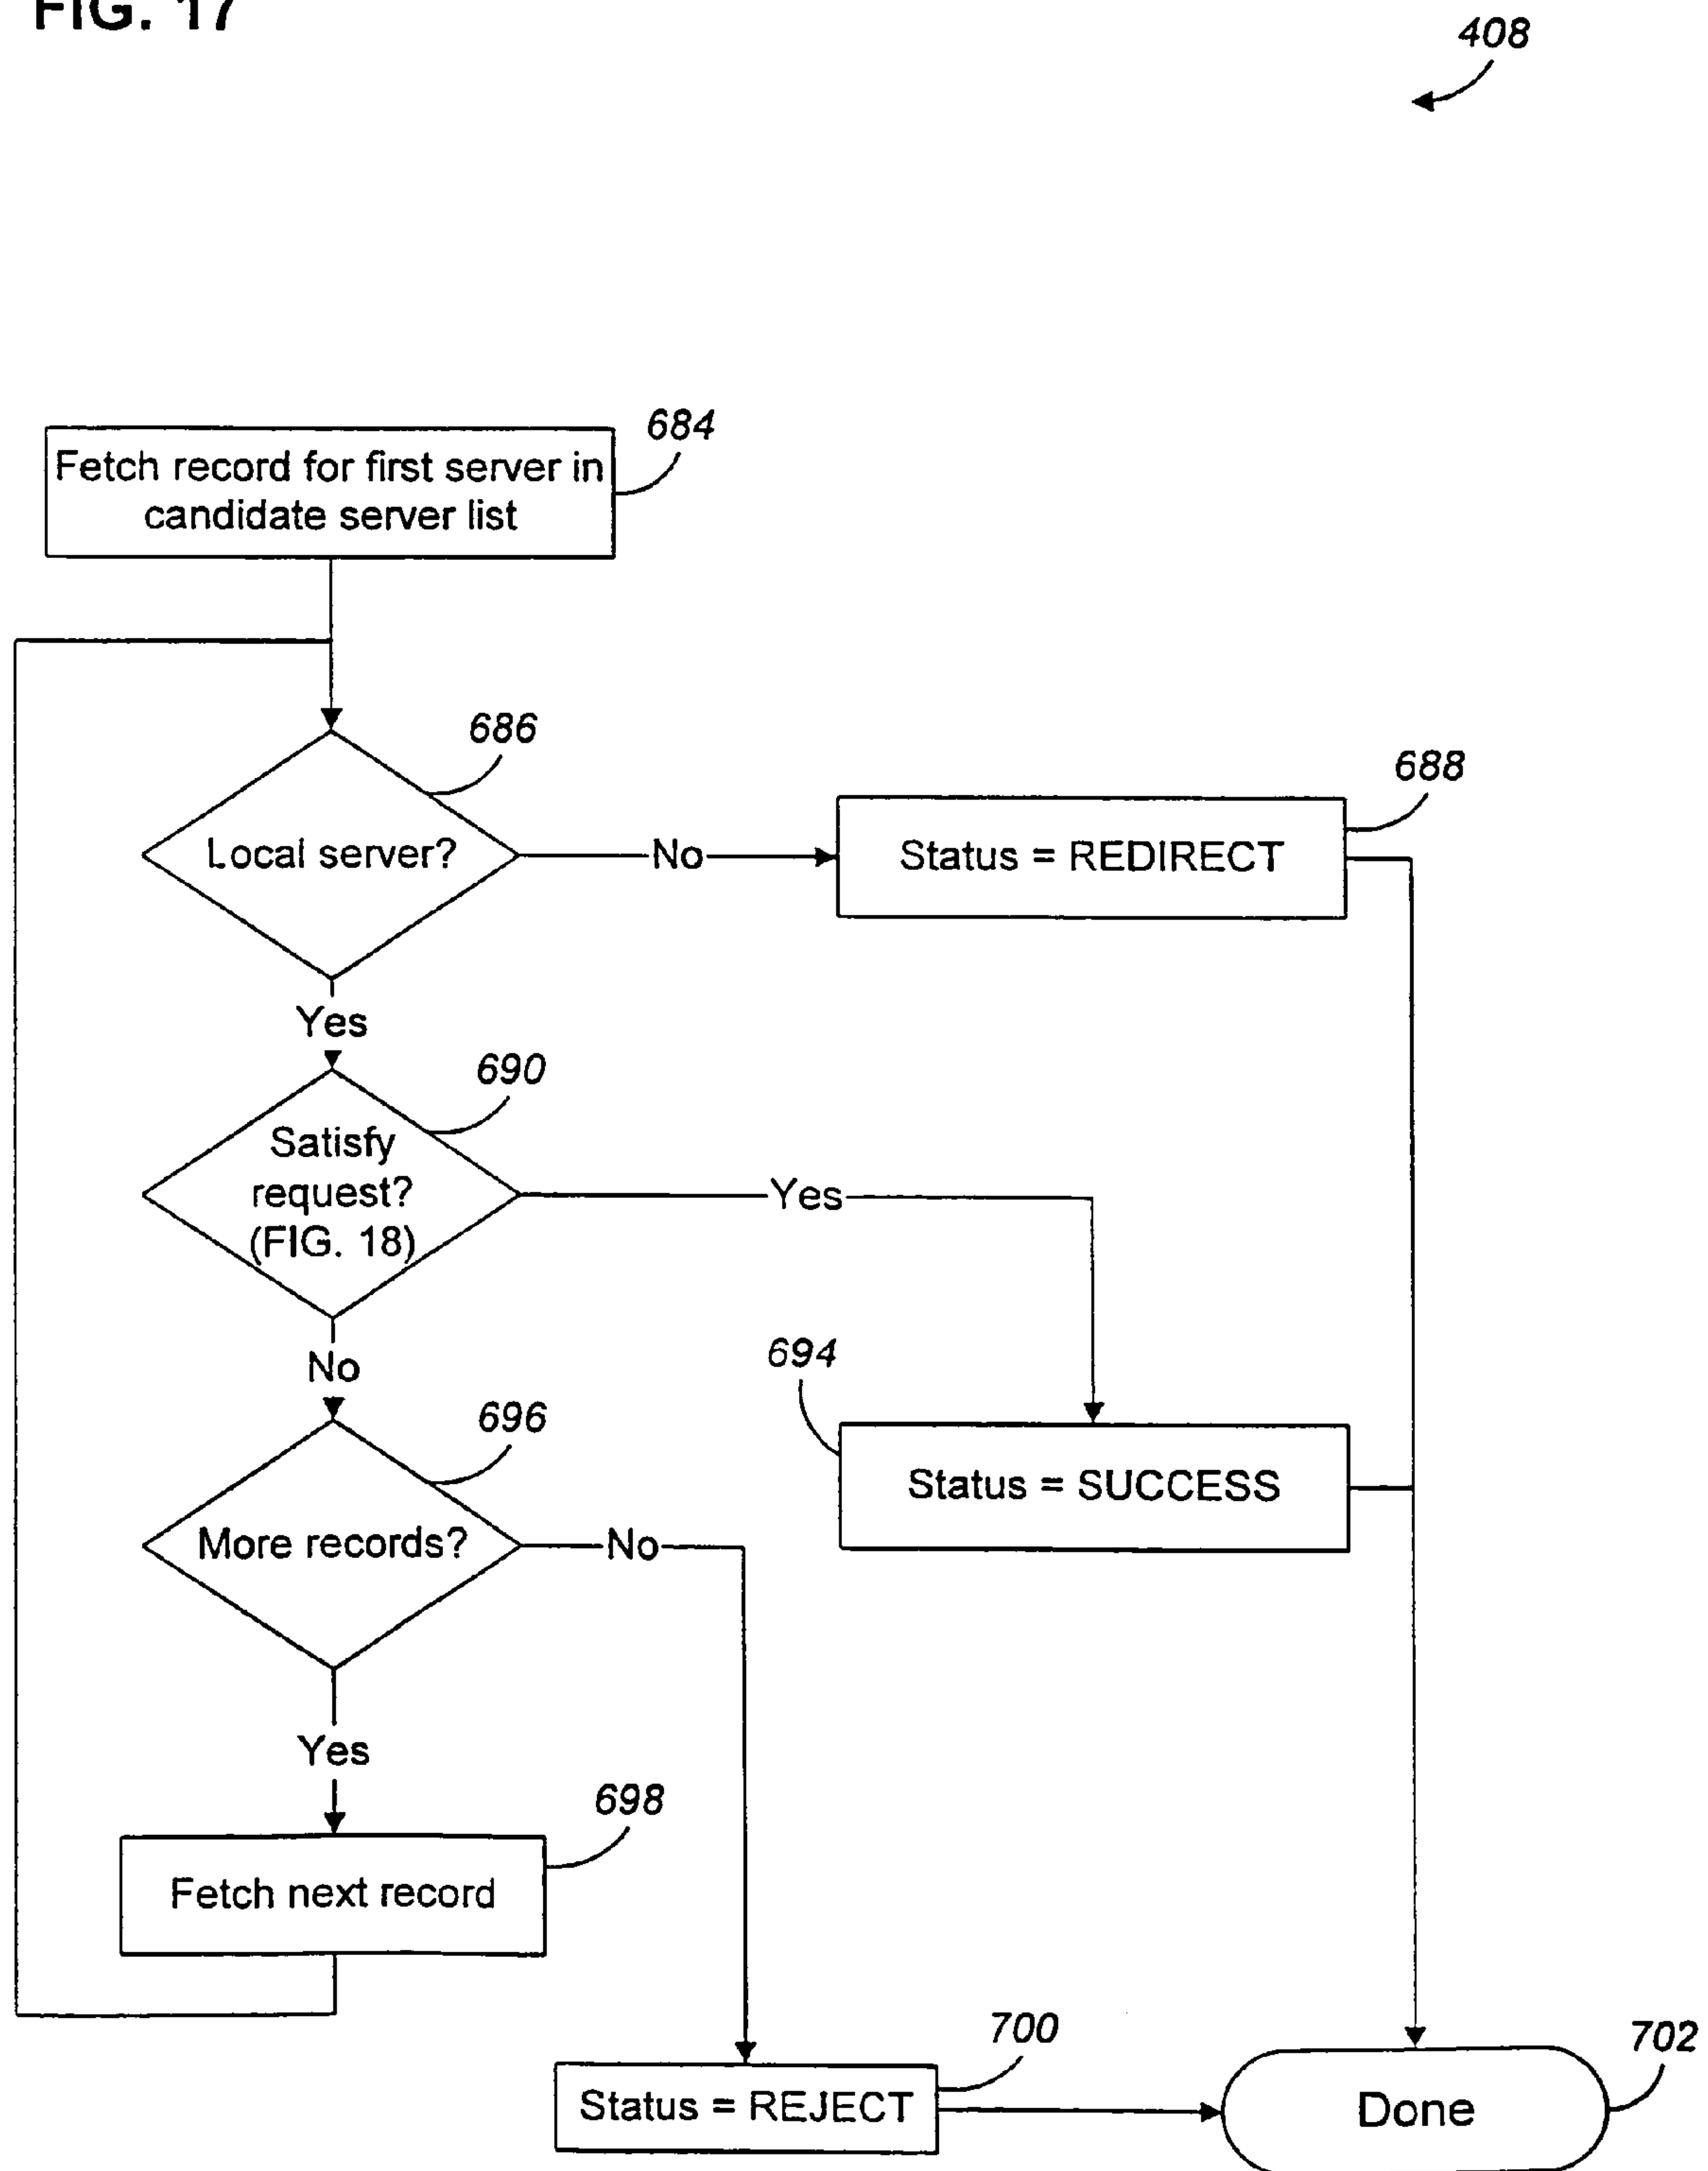 FIG. 17
408
684
Fetch record for first server in
candidate server list
686
Local server?
No
688
Status = REDIRECT
Yes
690
Satisfy
request?
(FIG. 18)
Yes
No
694
Status = SUCCESS
696
More records?
No
Yes
698
Fetch next record
700
Status = REJECT
702
Done